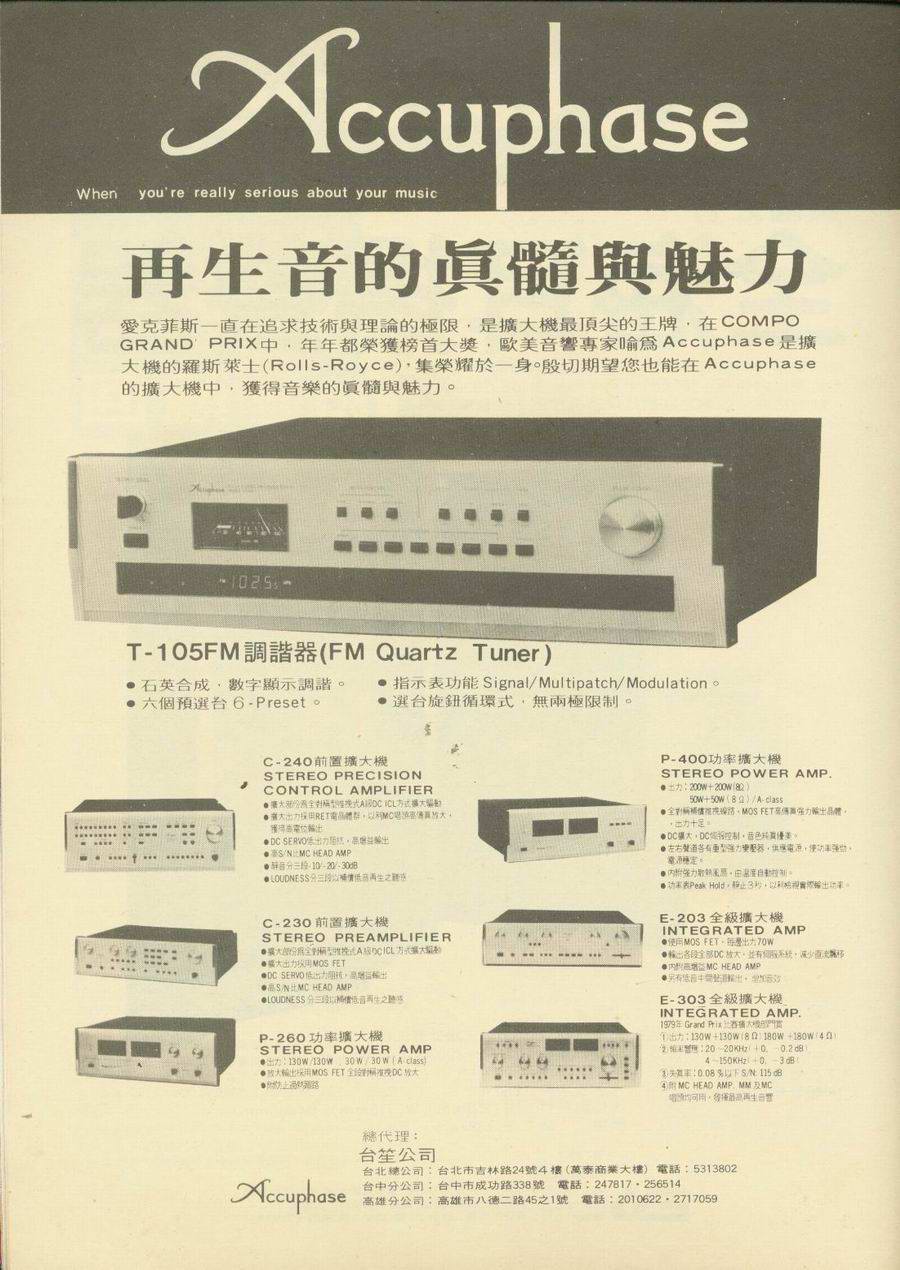 Accuphase
When you're really serious about your music
再生音的眞髓與魅力
愛克菲斯一直在追求技術與理論的極限，是擴大機最頂尖的王牌，在COMPO
GRAND PRIX中，年年都榮獲榜首大獎，歐美音響專家喻爲Accuphase是擴
大機的羅斯萊士(Rolls-Royce)，集榮耀於一身。殷切期望您也能在Accuphase
的擴大機中，獲得音樂的眞髓與魅力。
Accuphase
102.5
T-105FM調諧器(FM Quartz Tuner)
●石英合成，數字顯示調諧。
●六個預選台6-Preset。
●指示表功能Signal/Multipatch/Modulation。
●選台旋鈕循環式，無兩極限制。
C-240前置擴大機
STEREO PRECISION
CONTROL AMPLIFIER
●擴大部份爲全對稱型推挽式A級DC ICL方式擴大驅動
●擴大出力採用RET電晶體群，以利MC唱頭高傳真放大，
獲得高電位輸出
●DC SERVO低出力阻抗，高增益輸出
●高S/N比MC HEAD AMP
●靜音分三段-10/-20/-30dB
●LOUDNESS分三段以補償低音再生之聽感
C-230前置擴大機
STEREO PREAMPLIFIER
●擴大部份爲全對稱型推挽式A級DC ICL方式擴大驅動
●擴大出力採用MOS FET
●DC SERVO低出力阻抗，高增益輸出
●高S/N比MC HEAD AMP
●LOUDNESS分三段以補償低音再生之聽感
P-260功率擴大機
STEREO POWER AMP
●出力：130W/130W 30W/30W(A-class)
●放大輸出採用MOS FET全段對稱推挽DC放大
●附防止過熱迴路
P-400功率擴大機
STEREO POWER AMP.
●出力：200W+200W(8Ω)
50W+50W(8Ω)/A-class
●全對稱補償推挽線路，MOS FET高傳真強力輸出晶體，
出力十足。
●DC擴大，DC伺服控制，音色純真優美。
●左右聲道各有重型強力變壓器，供應電源，使功率強勁，
電源穩定。
●內附強力散熱風扇，由溫度自動控制。
●功率表Peak Hold，靜止3秒，以利檢視實際輸出功率。
E-203全級擴大機
INTEGRATED AMP
●使用MOS FET，每邊出力70W
●輸出各段全部DC放大，並有伺服系統，減少直流飄移
●內附高增益MC HEAD AMP
●另有低音中間聲道輸出，
E-303全級擴大機
INTEGRATED AMP.
1979年Grand Prix比賽擴大機部門賞
①出力：130W+130W(8Ω)180W+180W(4Ω)
②頻率響應：20～20KHz(+0, -0.2dB)
4～150KHz(+0, -3dB)
③失真率：0.08%以下 S/N: 115dB
④附MC HEAD AMP. MM及MC
唱頭均可用，發揮最高再生音響
總代理：
台笙公司
台北總公司：台北市吉林路24號4樓(萬泰商業大樓) 電話：5313802
台中分公司：台中市成功路338號 電話：247817・256514
高雄分公司：高雄市八德二路45之1號 電話：2010622・2717059
Accuphase